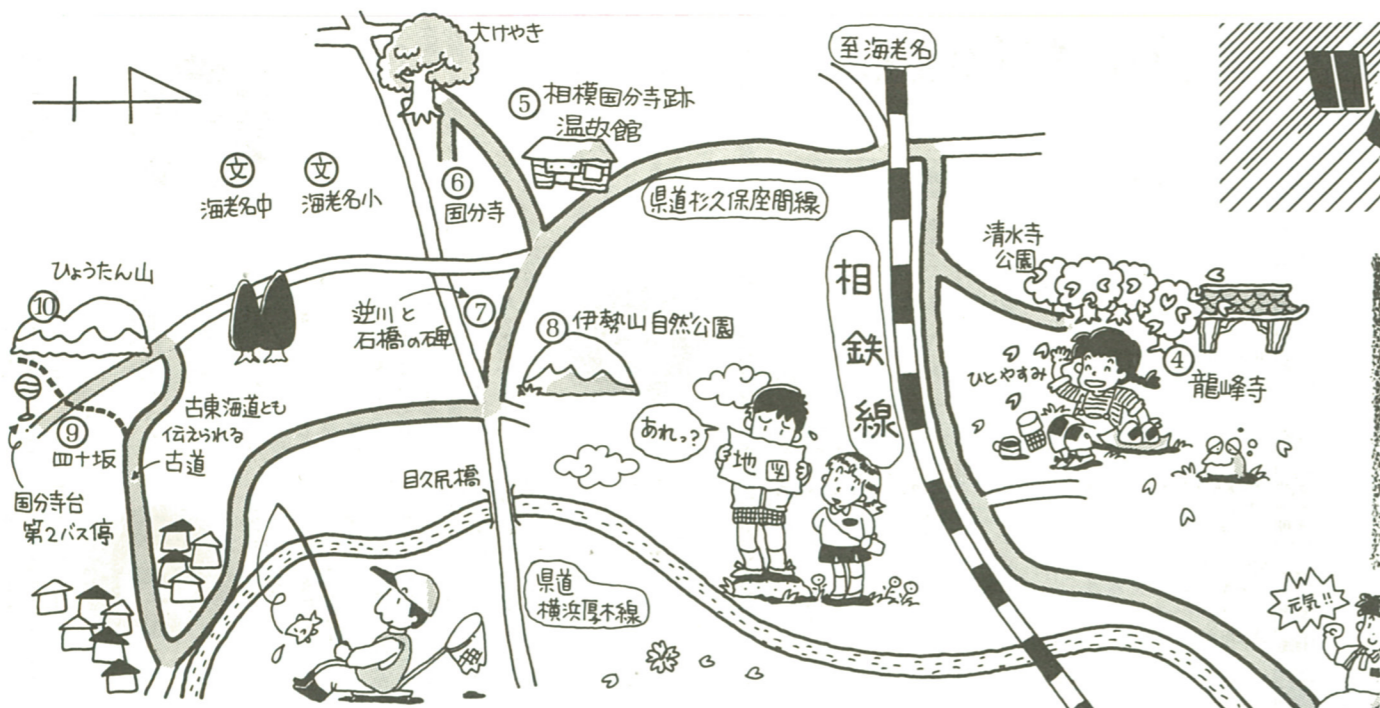 大けやき
至海老名
⑤
相模国分寺跡
温故館
文
海老名中
文
海老名小
⑥
国分寺
県道杉久保座間線
清水寺
公園
ひょうたん山
⑩
逆川と
石橋の碑
⑦
⑧
伊勢山自然公園
相鉄線
④
龍峰寺
ひとやすみ
あれっ?
地図
古東海道とも
伝えられる
古道
⑨
四十坂
国分寺台
第2バス停
目久尻橋
県道
横浜厚木線
元気!!